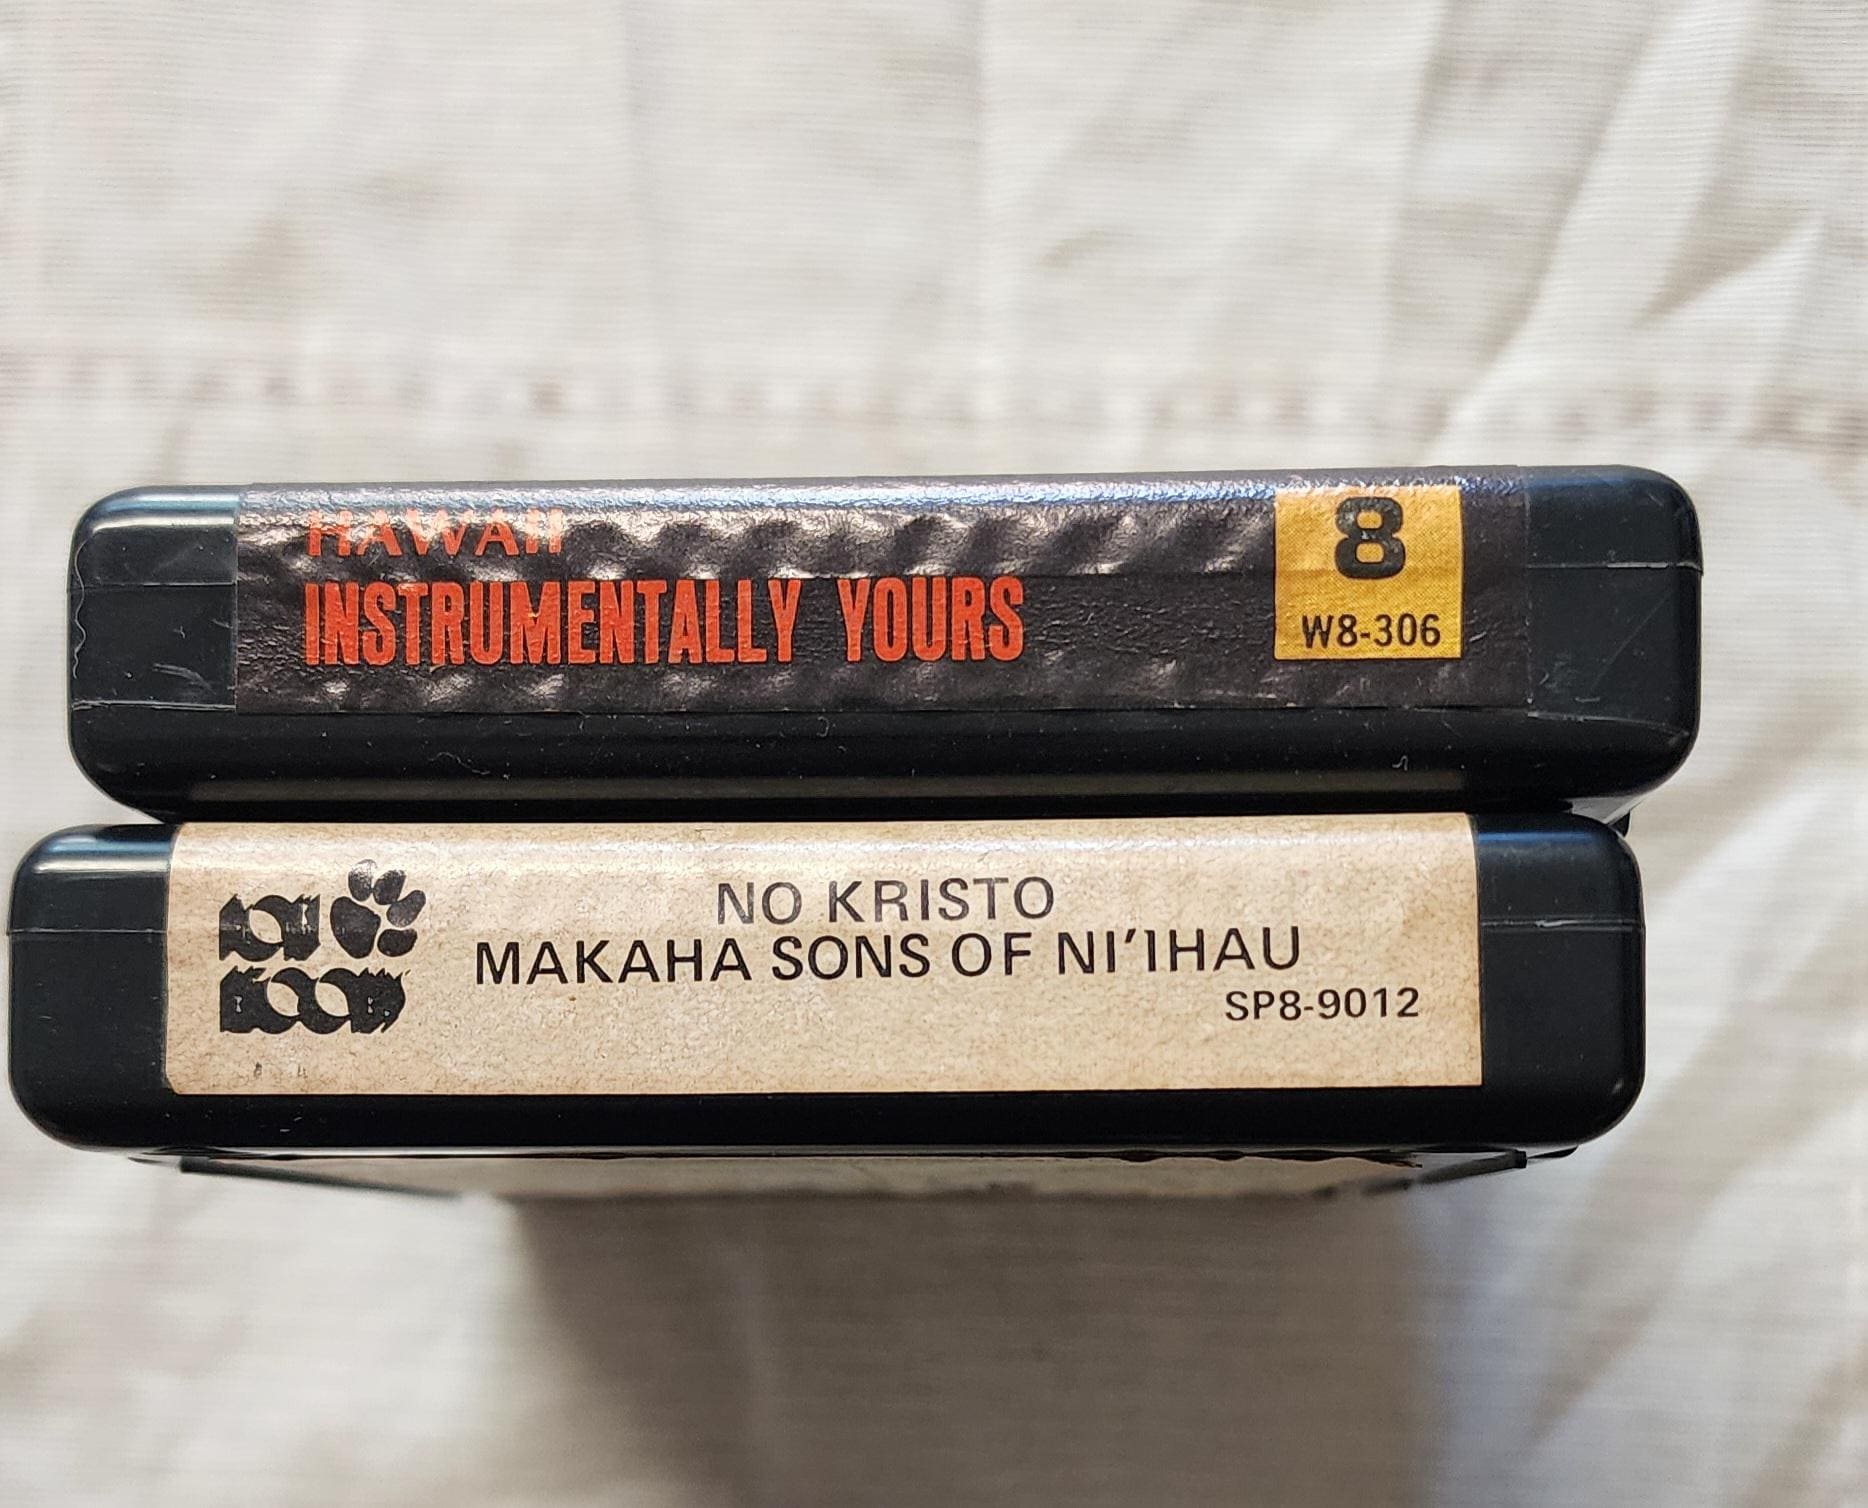 HAWAII
INSTRUMENTALLY YOURS
8
W8-306
NO KRISTO
MAKAHA SONS OF NI'IHAU
SP8-9012